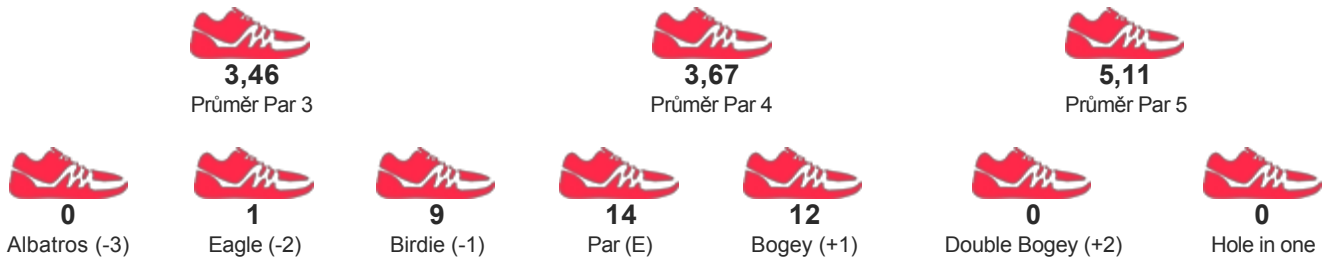 3,46
Průměr Par 3
3,67
Průměr Par 4
5,11
Průměr Par 5
0
Albatros (-3)
1
Eagle (-2)
9
Birdie (-1)
14
Par (E)
12
Bogey (+1)
0
Double Bogey (+2)
0
Hole in one